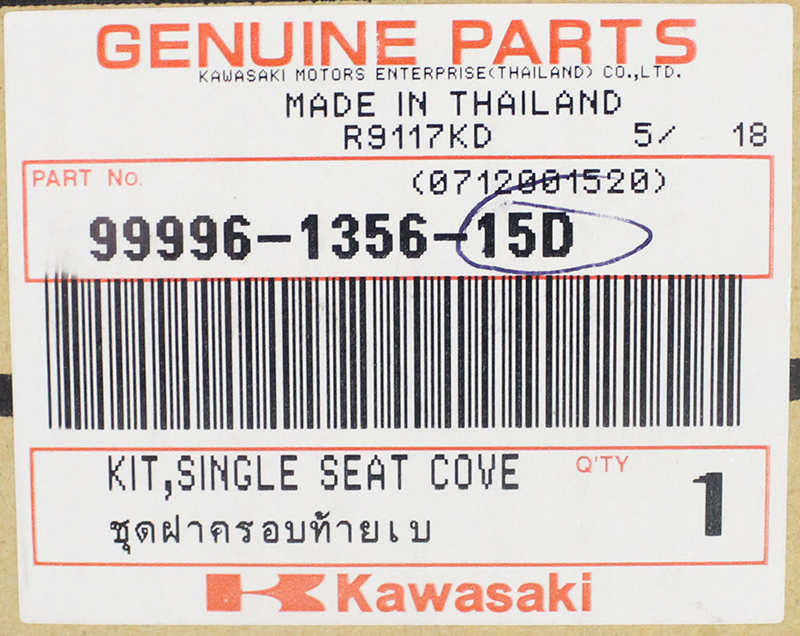 GENUINE PARTS
KAWASAKI MOTORS ENTERPRISE(THAILAND) CO.,LTD.
MADE IN THAILAND
R9117KD 5/ 18
PART No. (0712001520)
99996-1356-15D
KIT,SINGLE SEAT COVE Q'TY 1
ชุดฝาครอบท้ายเบ
Kawasaki